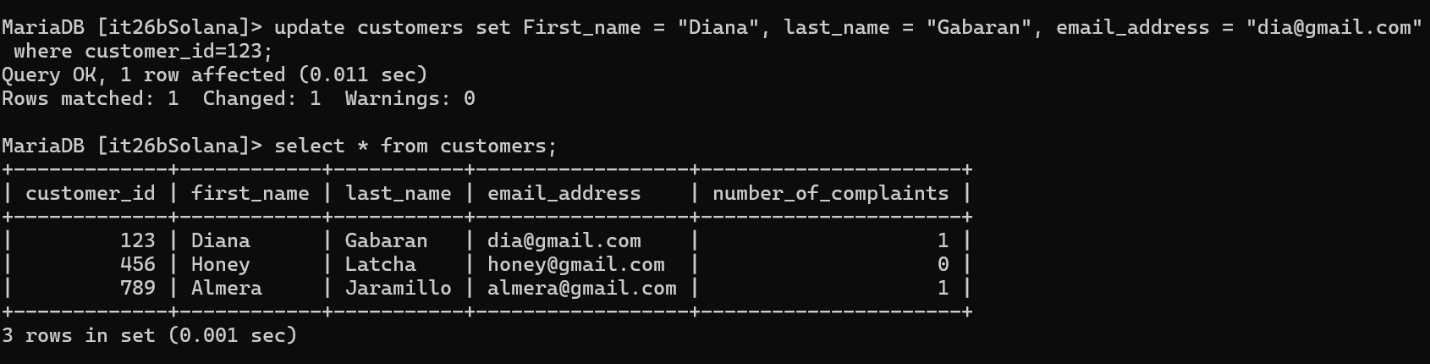 MariaDB [it26bSolana]> update customers set First_name = "Diana", last_name = "Gabaran", email_address = "dia@gmail.com"
 where customer_id=123;
Query OK, 1 row affected (0.011 sec)
Rows matched: 1  Changed: 1  Warnings: 0

MariaDB [it26bSolana]> select * from customers;
+-------------+------------+-----------+------------------+----------------------+
| customer_id | first_name | last_name | email_address    | number_of_complaints |
+-------------+------------+-----------+------------------+----------------------+
|         123 | Diana      | Gabaran   | dia@gmail.com    |                    1 |
|         456 | Honey      | Latcha    | honey@gmail.com  |                    0 |
|         789 | Almera     | Jaramillo | almera@gmail.com |                    1 |
+-------------+------------+-----------+------------------+----------------------+
3 rows in set (0.001 sec)